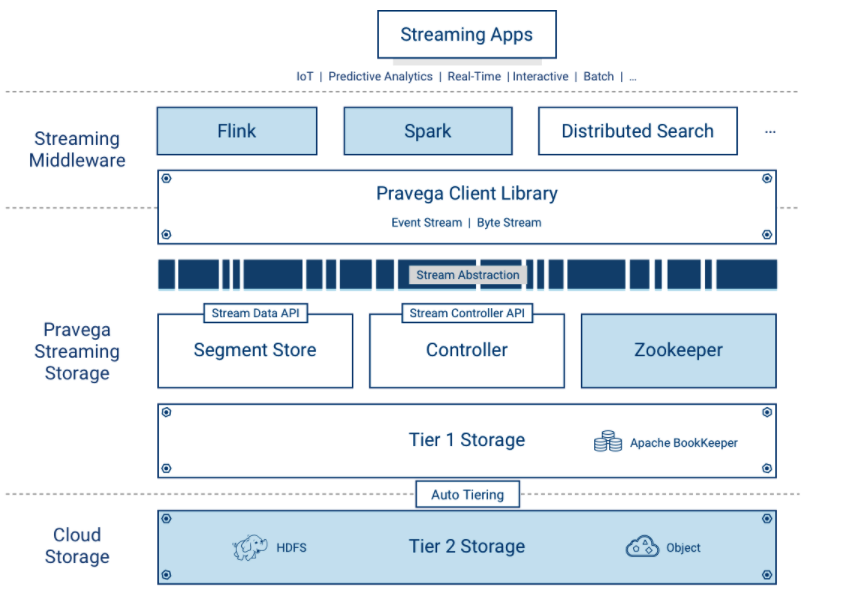 Streaming Apps
IoT | Predictive Analytics | Real-Time | Interactive | Batch | ...
Streaming
Middleware
Flink
Spark
Distributed Search
...
Pravega Client Library
Event Stream | Byte Stream
Stream Abstraction
Pravega
Streaming
Storage
Stream Data API
Segment Store
Stream Controller API
Controller
Zookeeper
Tier 1 Storage
Apache BookKeeper
Auto Tiering
Cloud
Storage
HDFS
Tier 2 Storage
Object